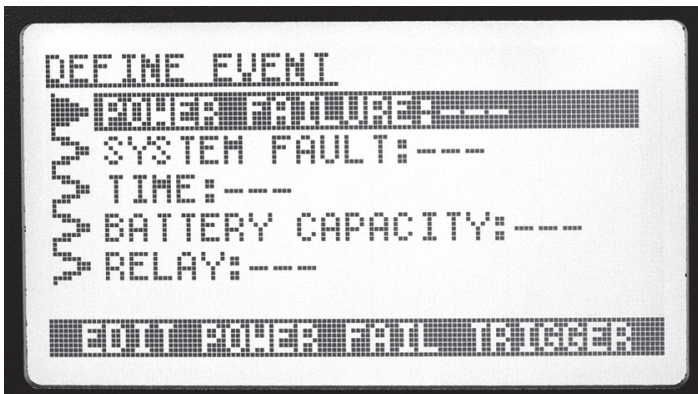 DEFINE EVENT
POWER FAILURE:---
SYSTEM FAULT:---
TIME:---
BATTERY CAPACITY:---
RELAY:---
EDIT POWER FAIL TRIGGER